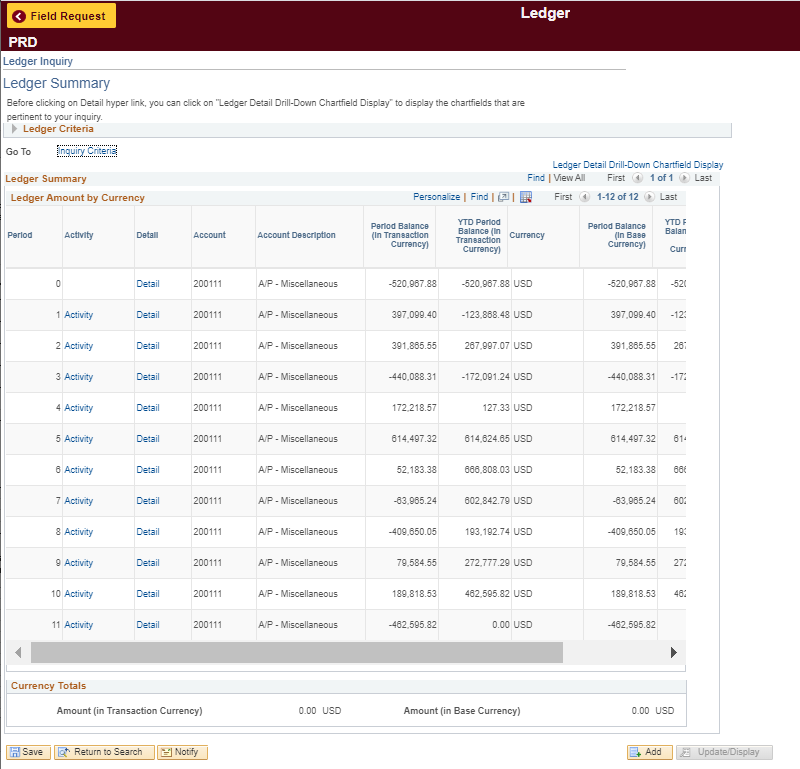 Field Request
Ledger
PRD
Ledger Inquiry
Ledger Summary
Before clicking on Detail hyper link, you can click on "Ledger Detail Drill-Down Chartfield Display" to display the chartfields that are
pertinent to your inquiry.
Ledger Criteria
Go To Inquiry Criteria
Ledger Detail Drill-Down Chartfield Display
Ledger Summary Find | View All First 1 of 1 Last
Ledger Amount by Currency Personalize | Find | | First 1-12 of 12 Last
Period Activity Detail Account Account Description Period Balance (In Transaction Currency) YTD Period Balance (In Transaction Currency) Currency Period Balance (In Base Currency) YTD P Balan Curr
0 Detail 200111 A/P - Miscellaneous -520,967.88 -520,967.88 USD -520,967.88 -520
1 Activity Detail 200111 A/P - Miscellaneous 397,099.40 -123,868.48 USD 397,099.40 -123
2 Activity Detail 200111 A/P - Miscellaneous 391,865.55 267,997.07 USD 391,865.55 267
3 Activity Detail 200111 A/P - Miscellaneous -440,088.31 -172,091.24 USD -440,088.31 -172
4 Activity Detail 200111 A/P - Miscellaneous 172,218.57 127.33 USD 172,218.57
5 Activity Detail 200111 A/P - Miscellaneous 614,497.32 614,624.65 USD 614,497.32 614
6 Activity Detail 200111 A/P - Miscellaneous 52,183.38 666,808.03 USD 52,183.38 666
7 Activity Detail 200111 A/P - Miscellaneous -63,965.24 602,842.79 USD -63,965.24 602
8 Activity Detail 200111 A/P - Miscellaneous -409,650.05 193,192.74 USD -409,650.05 193
9 Activity Detail 200111 A/P - Miscellaneous 79,584.55 272,777.29 USD 79,584.55 272
10 Activity Detail 200111 A/P - Miscellaneous 189,818.53 462,595.82 USD 189,818.53 462
11 Activity Detail 200111 A/P - Miscellaneous -462,595.82 0.00 USD -462,595.82
Currency Totals
Amount (in Transaction Currency) 0.00 USD Amount (in Base Currency) 0.00 USD
Save Return to Search Notify Add Update/Display